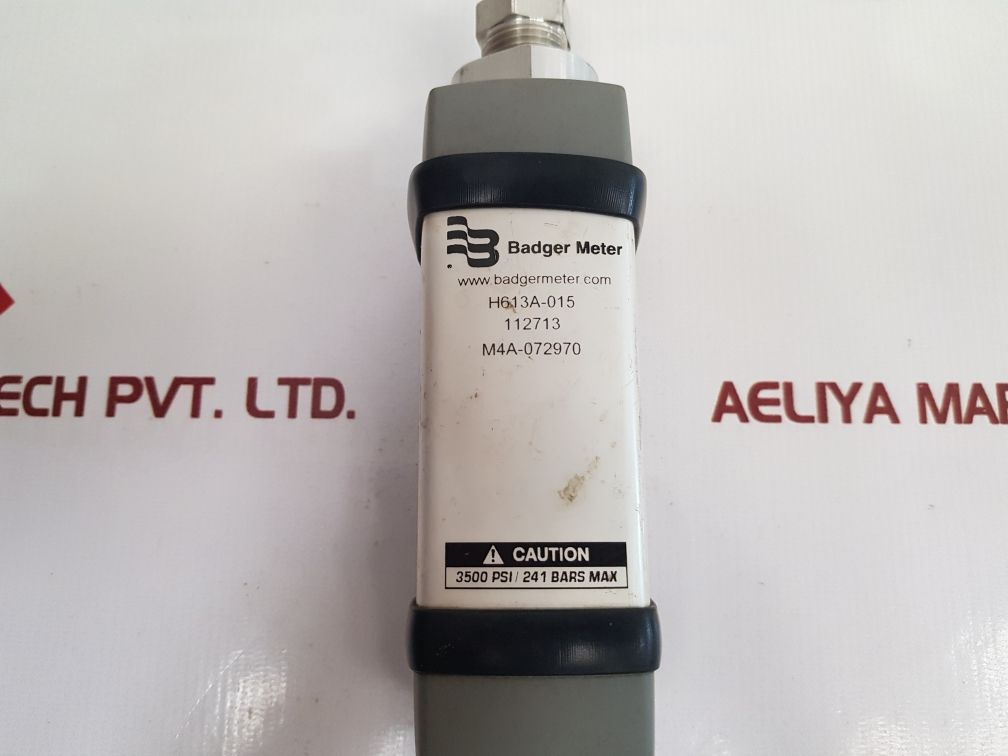 Badger Meter
www.badgermeter.com
H613A-015
112713
M4A-072970
ECH PVT. LTD.
AELIYA MAR
CAUTION
3500 PSI / 241 BARS MAX